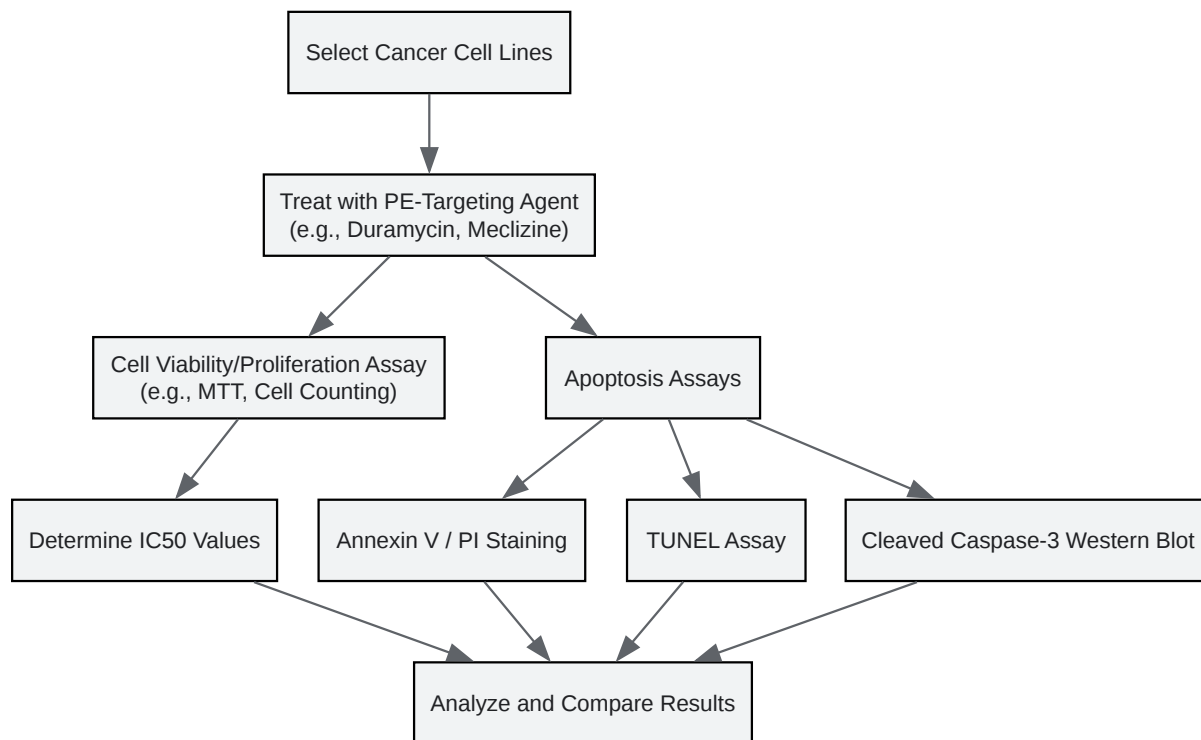 Select Cancer Cell Lines
Treat with PE-Targeting Agent
(e.g., Duramycin, Meclizine)
Cell Viability/Proliferation Assay
(e.g., MTT, Cell Counting)
Apoptosis Assays
Determine IC50 Values
Annexin V / PI Staining
TUNEL Assay
Cleaved Caspase-3 Western Blot
Analyze and Compare Results